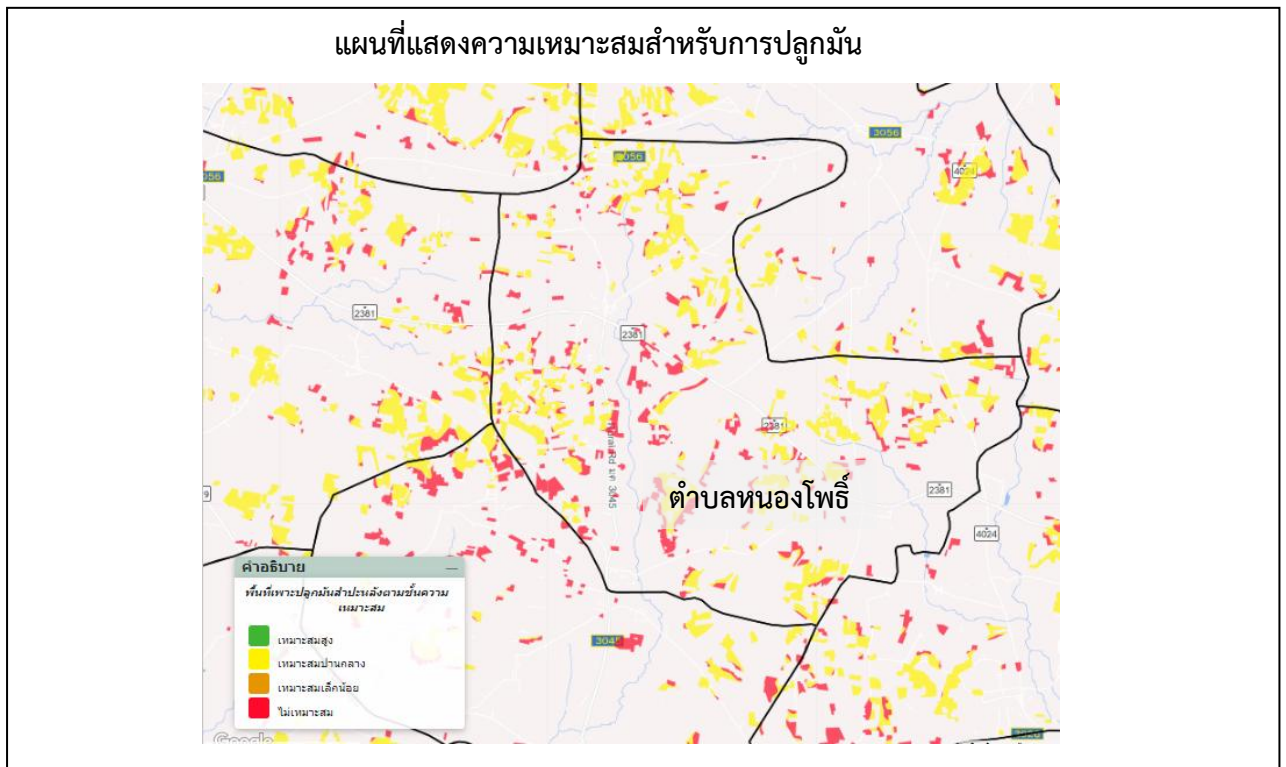 แผนที่แสดงความเหมาะสมสำหรับการปลูกมัน
3056
3056
4024
2381
2381
2381
ตำบลหนองโพธิ์
2381
4024
9
คำอธิบาย
พื้นที่เพาะปลูกมันสำปะหลังตามชั้นความ
เหมาะสม
เหมาะสมสูง
เหมาะสมปานกลาง
เหมาะสมเล็กน้อย
ไม่เหมาะสม
Google